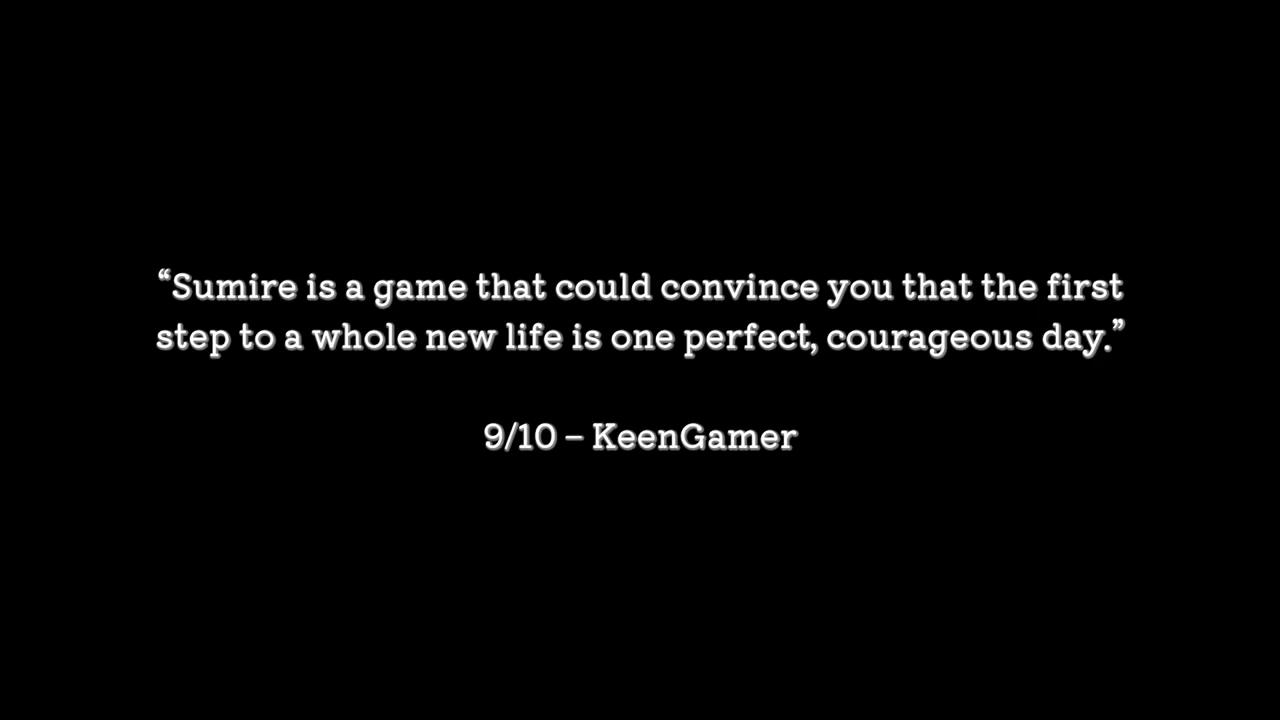 “Sumire is a game that could convince you that the first
step to a whole new life is one perfect, courageous day.”
9/10 – KeenGamer